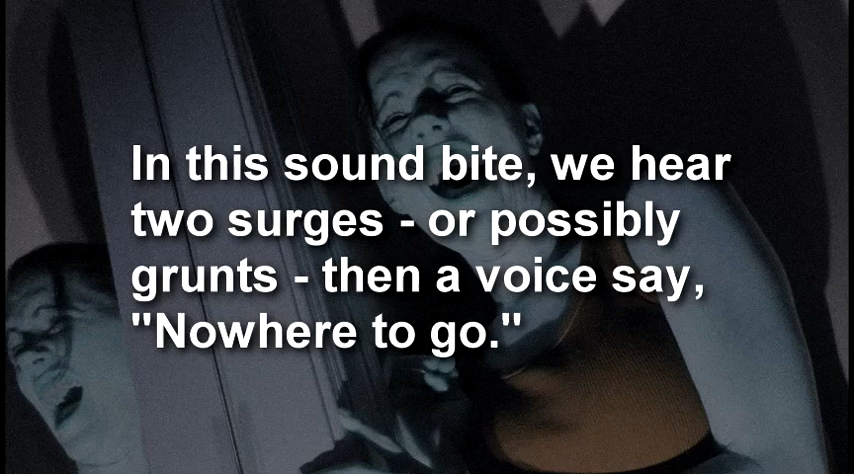 In this sound bite, we hear
two surges - or possibly
grunts - then a voice say,
"Nowhere to go."